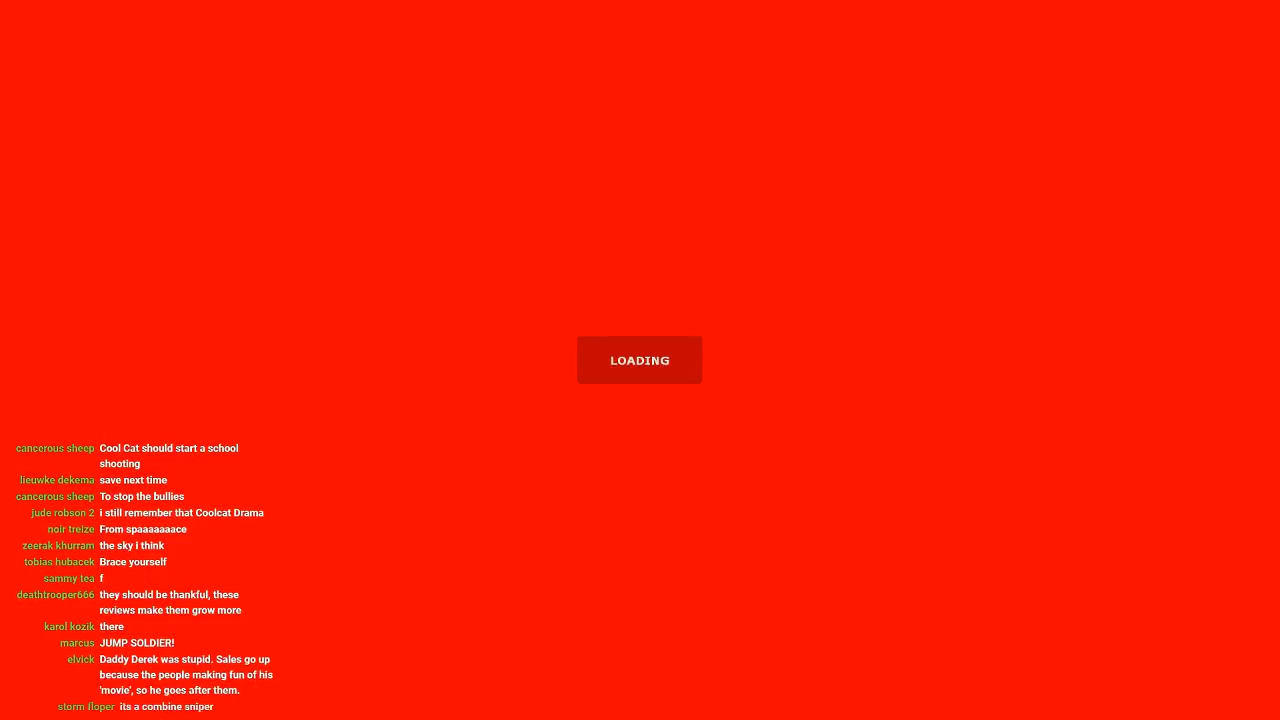 LOADING
cancerous sheep Cool Cat should start a school
shooting
lieuwke dekema save next time
cancerous sheep To stop the bullies
jude robson 2 i still remember that Coolcat Drama
noir treize From spaaaaaaace
zeerak khurram the sky i think
tobias hubacek Brace yourself
sammy tea f
deathtrooper666 they should be thankful, these
reviews make them grow more
karol kozik there
marcus JUMP SOLDIER!
elvick Daddy Derek was stupid. Sales go up
because the people making fun of his
'movie', so he goes after them.
storm floper its a combine sniper